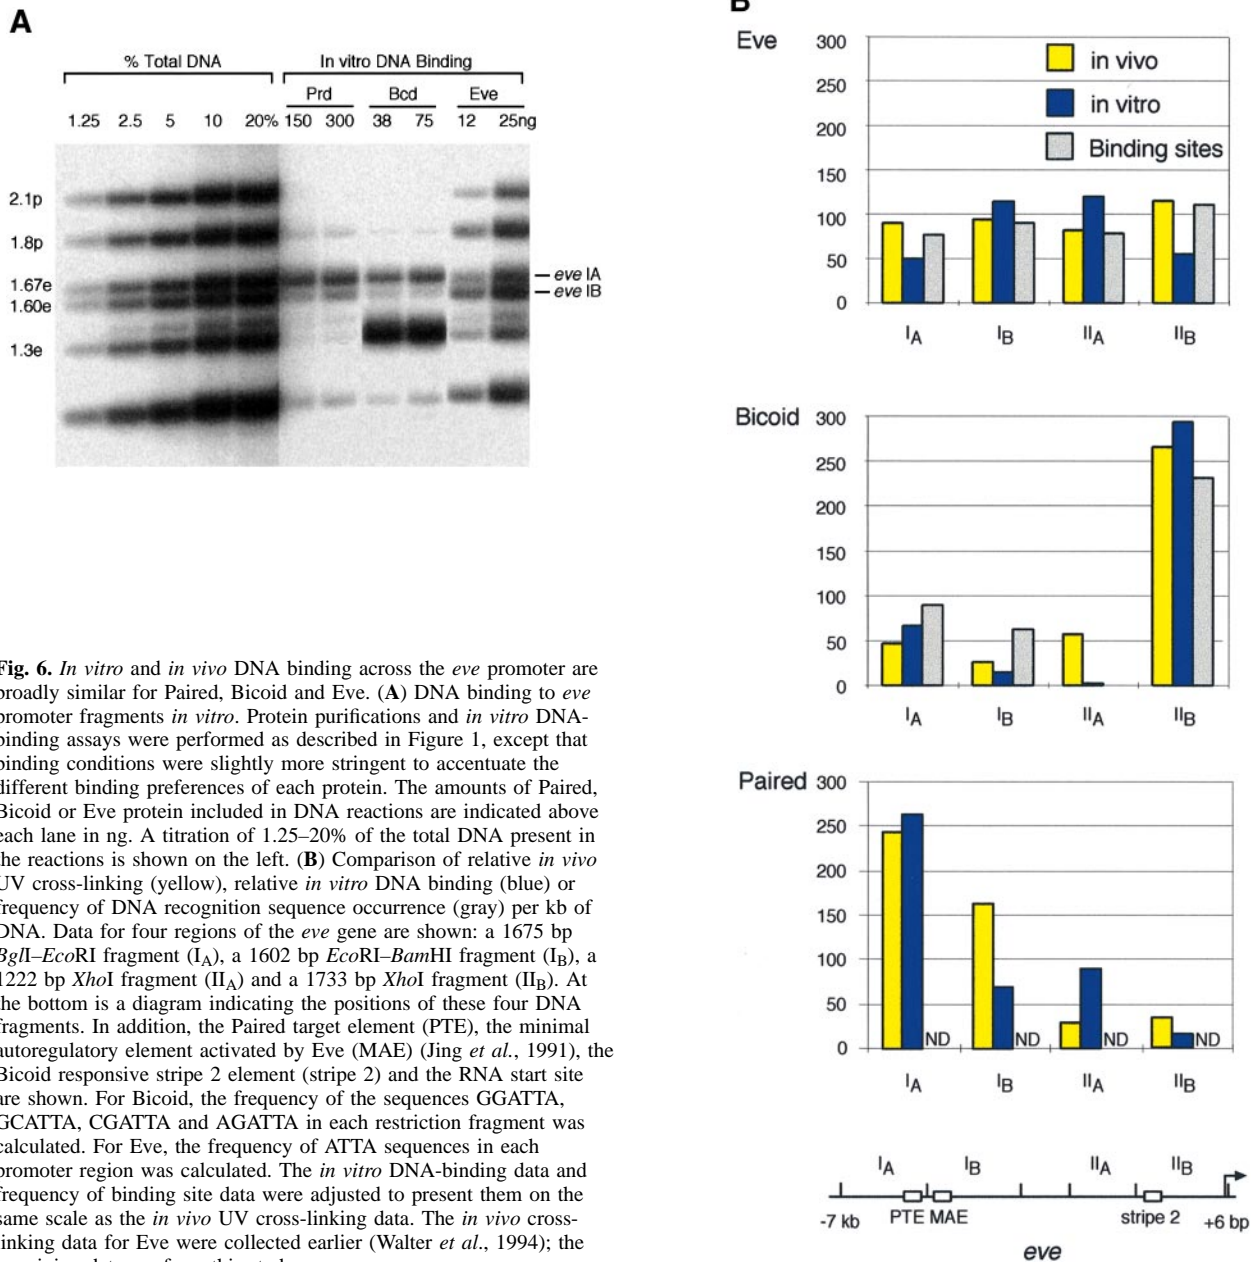 A
% Total DNA
In vitro DNA Binding
Prd
Bcd
Eve
1.25 2.5 5 10 20% 150 300 38 75 12 25ng
2.1p
1.8p
1.67e
1.60e
1.3e
eve IA
eve IB
Fig. 6. In vitro and in vivo DNA binding across the eve promoter are
broadly similar for Paired, Bicoid and Eve. (A) DNA binding to eve
promoter fragments in vitro. Protein purifications and in vitro DNA-
binding assays were performed as described in Figure 1, except that
binding conditions were slightly more stringent to accentuate the
different binding preferences of each protein. The amounts of Paired,
Bicoid or Eve protein included in DNA reactions are indicated above
each lane in ng. A titration of 1.25–20% of the total DNA present in
the reactions is shown on the left. (B) Comparison of relative in vivo
UV cross-linking (yellow), relative in vitro DNA binding (blue) or
frequency of DNA recognition sequence occurrence (gray) per kb of
DNA. Data for four regions of the eve gene are shown: a 1675 bp
BglI–EcoRI fragment (IA), a 1602 bp EcoRI–BamHI fragment (IB), a
1222 bp XhoI fragment (IIA) and a 1733 bp XhoI fragment (IIB). At
the bottom is a diagram indicating the positions of these four DNA
fragments. In addition, the Paired target element (PTE), the minimal
autoregulatory element activated by Eve (MAE) (Jing et al., 1991), the
Bicoid responsive stripe 2 element (stripe 2) and the RNA start site
are shown. For Bicoid, the frequency of the sequences GGATTA,
GCATTA, CGATTA and AGATTA in each restriction fragment was
calculated. For Eve, the frequency of ATTA sequences in each
promoter region was calculated. The in vitro DNA-binding data and
frequency of binding site data were adjusted to present them on the
same scale as the in vivo UV cross-linking data. The in vivo cross-
linking data for Eve were collected earlier (Walter et al., 1994); the
B
Eve
300
250
200
150
100
50
0
in vivo
in vitro
Binding sites
IA IB IIA IIB
Bicoid
300
250
200
150
100
50
0
IA IB IIA IIB
Paired
300
250
200
150
100
50
0
ND ND ND ND
IA IB IIA IIB
IA IB IIA IIB
-7 kb PTE MAE stripe 2 +6 bp
eve